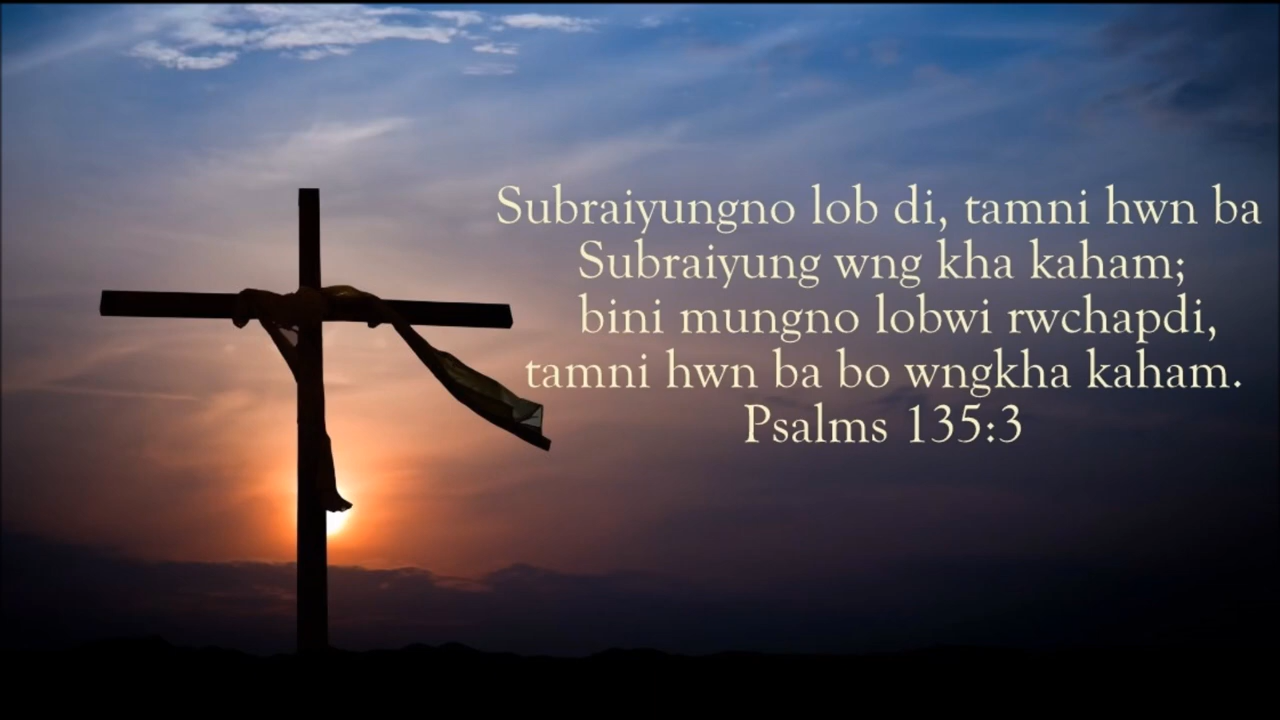 Subraiyungno lob di, tamni hwn ba
Subraiyung wng kha kaham;
bini mungno lobwi rwchapdi,
tamni hwn ba bo wngkha kaham.
Psalms 135:3